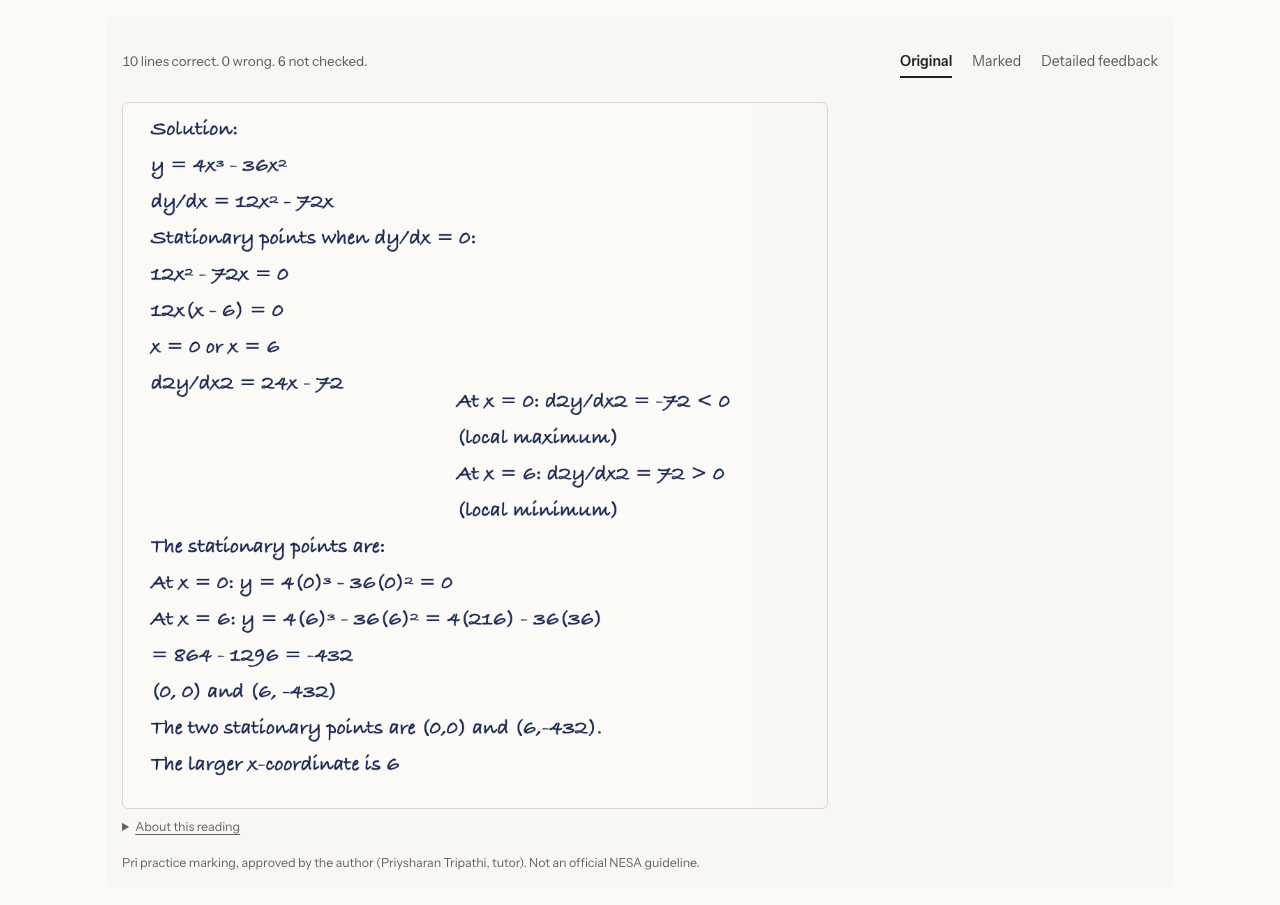 10 lines correct. 0 wrong. 6 not checked.
Original Marked Detailed feedback
Solution:
y = 4x³ - 36x²
dy/dx = 12x² - 72x
Stationary points when dy/dx = 0:
12x² - 72x = 0
12x(x - 6) = 0
x = 0 or x = 6
d2y/dx2 = 24x - 72
At x = 0: d2y/dx2 = -72 < 0
(local maximum)
At x = 6: d2y/dx2 = 72 > 0
(local minimum)
The stationary points are:
At x = 0: y = 4(0)³ - 36(0)² = 0
At x = 6: y = 4(6)³ - 36(6)² = 4(216) - 36(36)
= 864 - 1296 = -432
(0, 0) and (6, -432)
The two stationary points are (0,0) and (6,-432).
The larger x-coordinate is 6
About this reading
Pri practice marking, approved by the author (Priysharan Tripathi, tutor). Not an official NESA guideline.